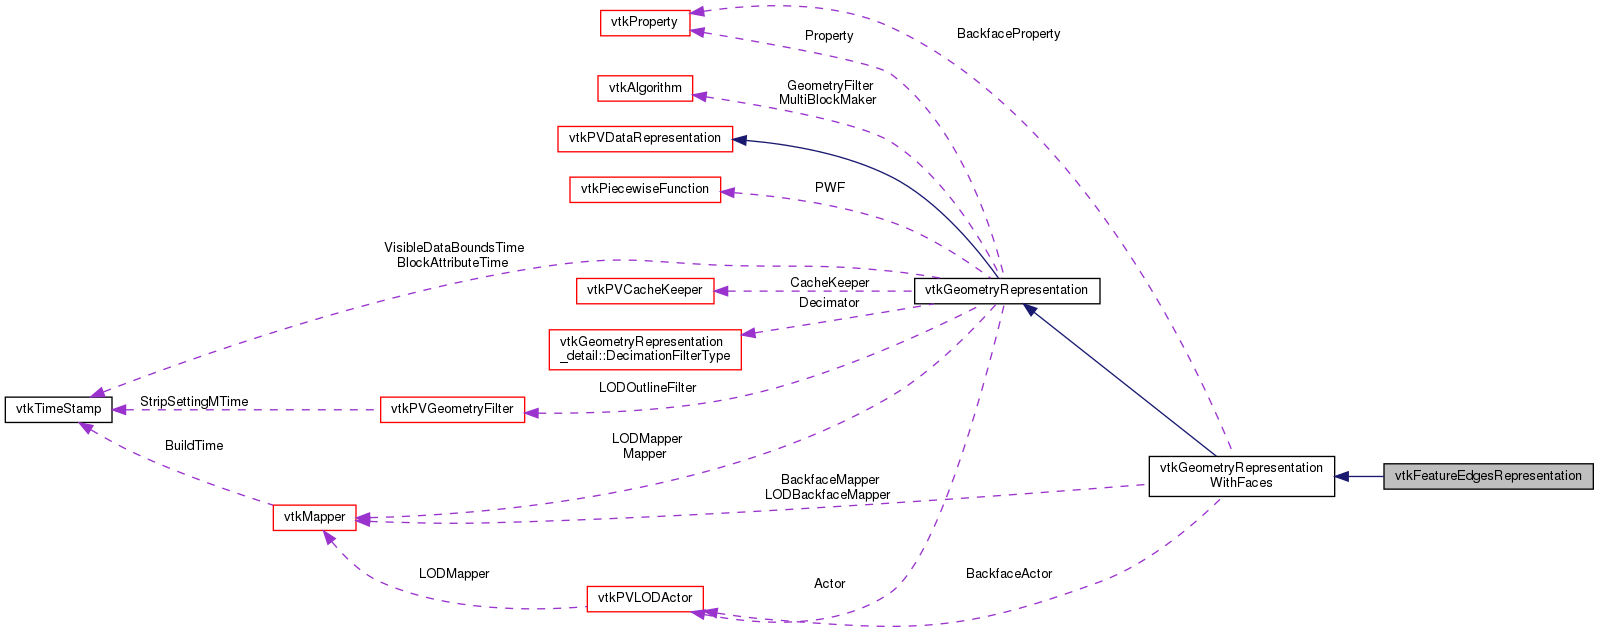 vtkProperty
BackfaceProperty
Property
vtkAlgorithm
GeometryFilter
MultiBlockMaker
vtkPVDataRepresentation
vtkPiecewiseFunction
PWF
VisibleDataBoundsTime
BlockAttributeTime
vtkPVCacheKeeper
CacheKeeper
vtkGeometryRepresentation
Decimator
vtkGeometryRepresentation
_detail::DecimationFilterType
LODOutlineFilter
vtkTimeStamp
StripSettingMTime
vtkPVGeometryFilter
BuildTime
LODMapper
Mapper
vtkGeometryRepresentation
WithFaces
vtkFeatureEdgesRepresentation
BackfaceMapper
LODBackfaceMapper
vtkMapper
LODMapper
vtkPVLODActor
Actor
BackfaceActor